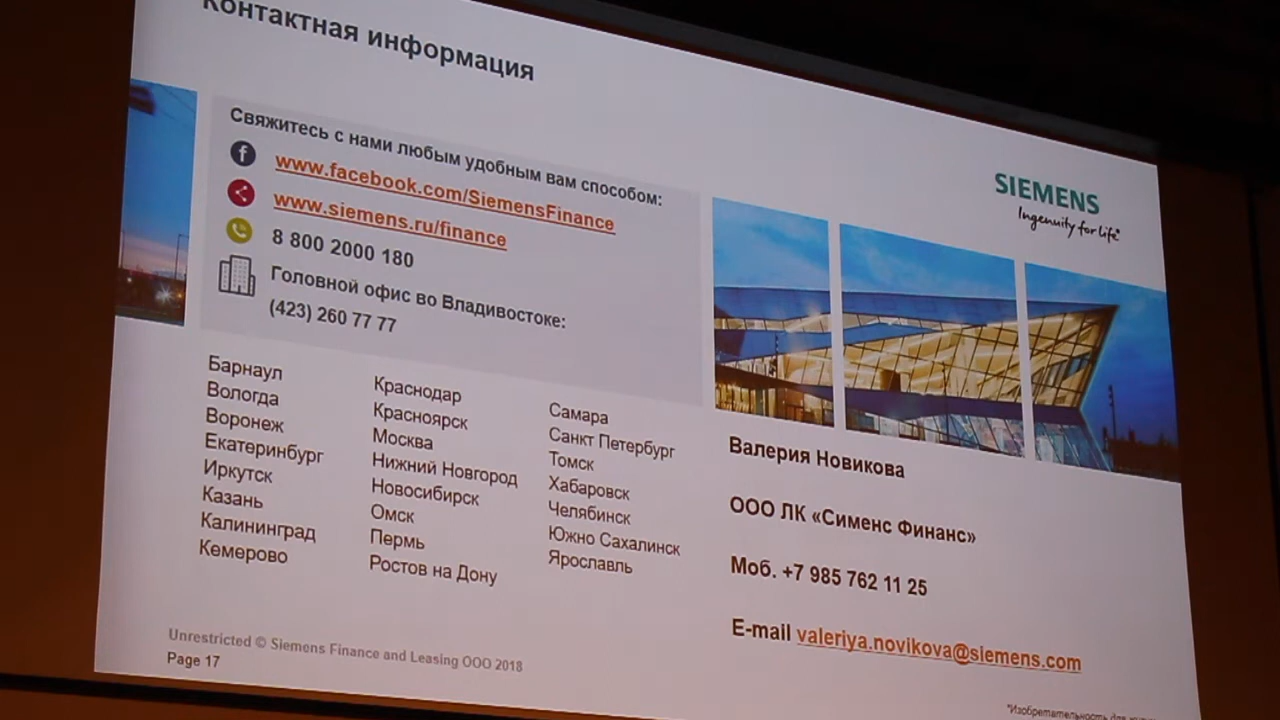 Контактная информация
Свяжитесь с нами любым удобным вам способом:
www.facebook.com/SiemensFinance
www.siemens.ru/finance
8 800 2000 180
Головной офис во Владивостоке:
(423) 260 77 77
Барнаул
Вологда
Воронеж
Екатеринбург
Иркутск
Казань
Калининград
Кемерово
Краснодар
Красноярск
Москва
Нижний Новгород
Новосибирск
Омск
Пермь
Ростов на Дону
Самара
Санкт Петербург
Томск
Хабаровск
Челябинск
Южно Сахалинск
Ярославль
SIEMENS
Ingenuity for life*
Валерия Новикова
ООО ЛК «Сименс Финанс»
Моб. +7 985 762 11 25
E-mail valeriya.novikova@siemens.com
Unrestricted © Siemens Finance and Leasing ООО 2018
Page 17
*Изобретательность для